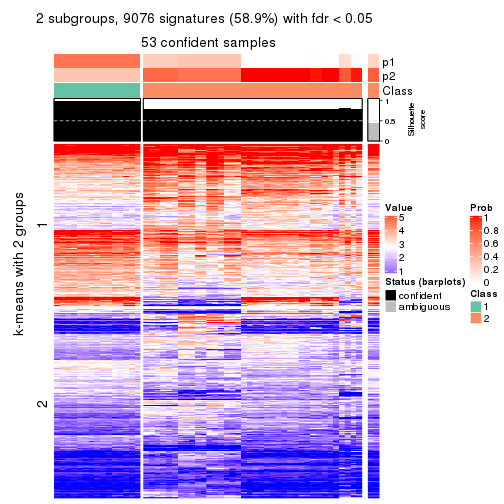 2 subgroups, 9076 signatures (58.9%) with fdr < 0.05
53 confident samples
p1
p2
Class
1
0.5
0
Silhouette
score
k-means with 2 groups
1
2
Value
5
4
3
2
1
Status (barplots)
confident
ambiguous
Prob
1
0.8
0.6
0.4
0.2
0
Class
1
2